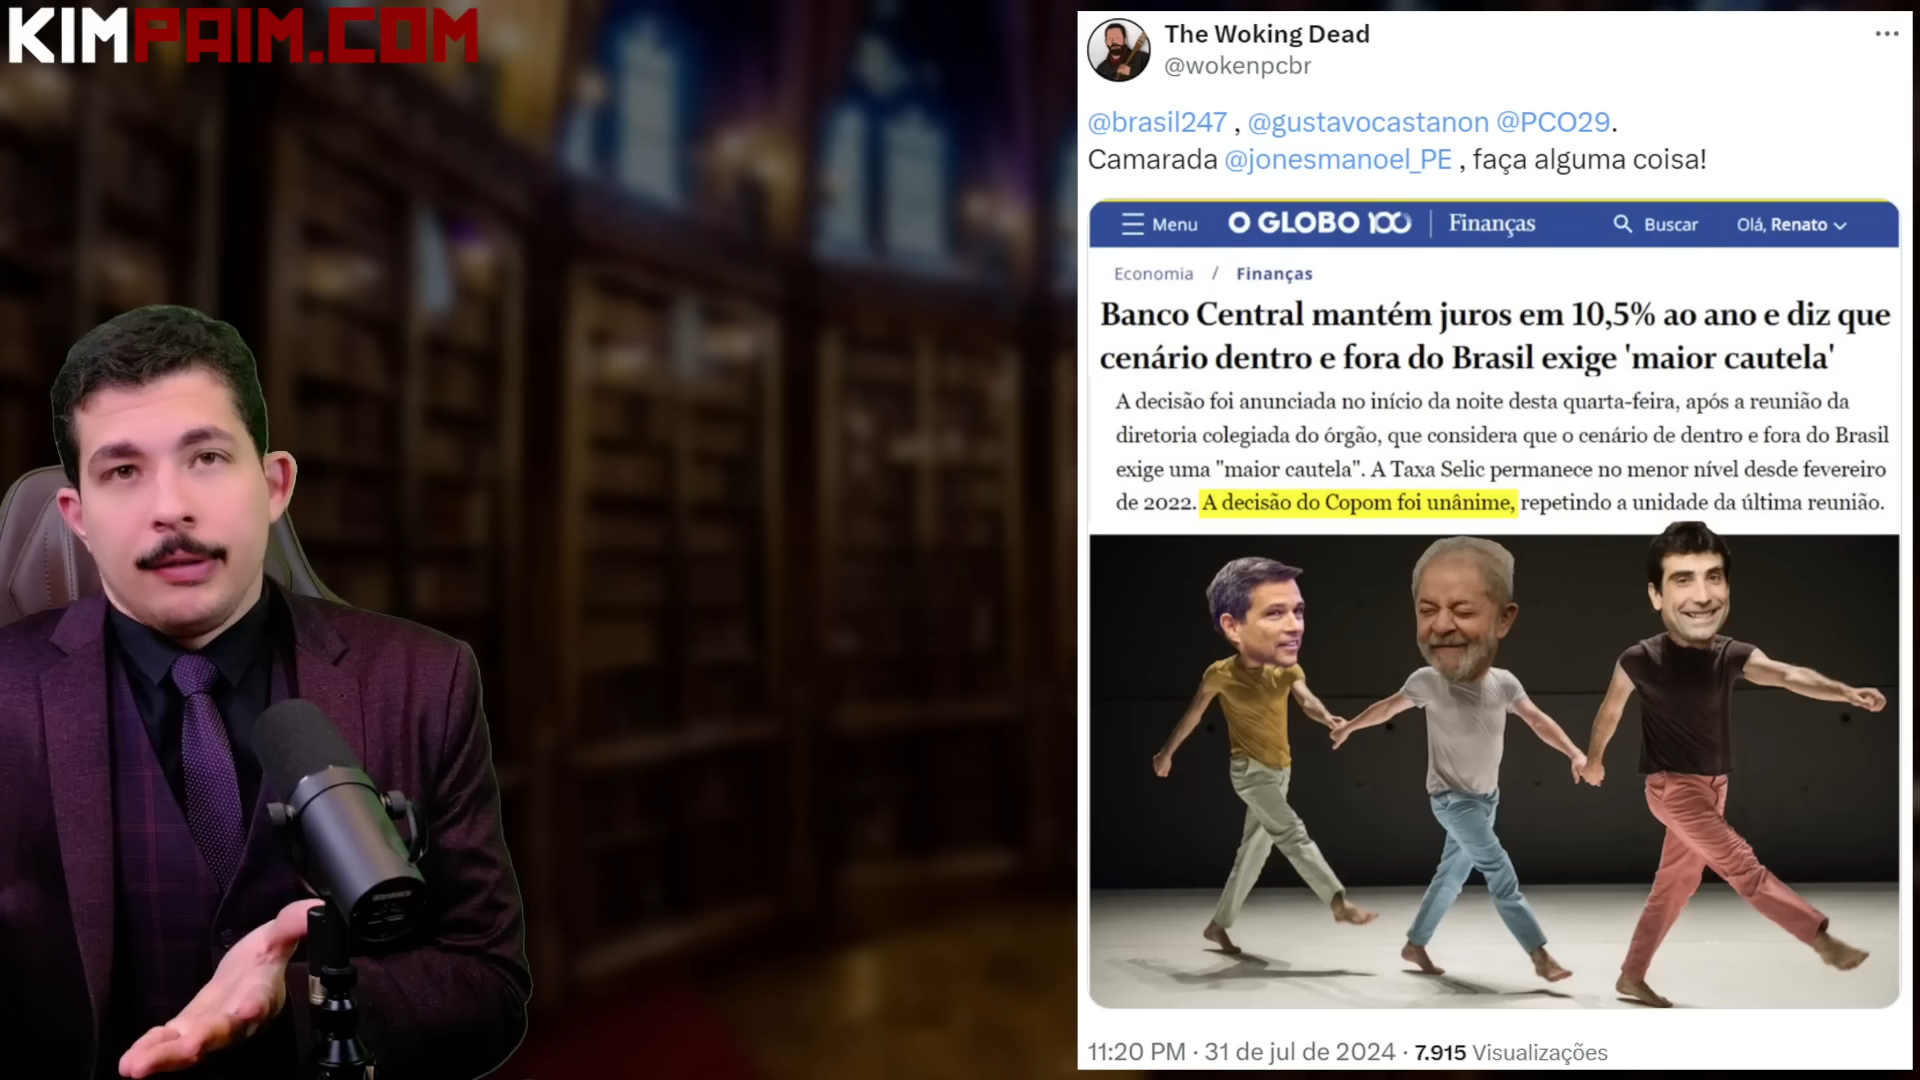 KIMPAIM.COM
The Woking Dead
@wokenpcbr
@brasil247 , @gustavocastanon @PCO29.
Camarada @jonesmanoel_PE , faça alguma coisa!
Menu O GLOBO 100 Finanças Buscar Olá, Renato
Economia / Finanças
Banco Central mantém juros em 10,5% ao ano e diz que
cenário dentro e fora do Brasil exige 'maior cautela'
A decisão foi anunciada no início da noite desta quarta-feira, após a reunião da
diretoria colegiada do órgão, que considera que o cenário de dentro e fora do Brasil
exige uma "maior cautela". A Taxa Selic permanece no menor nível desde fevereiro
de 2022. A decisão do Copom foi unânime, repetindo a unidade da última reunião.
11:20 PM · 31 de jul de 2024 · 7.915 Visualizações